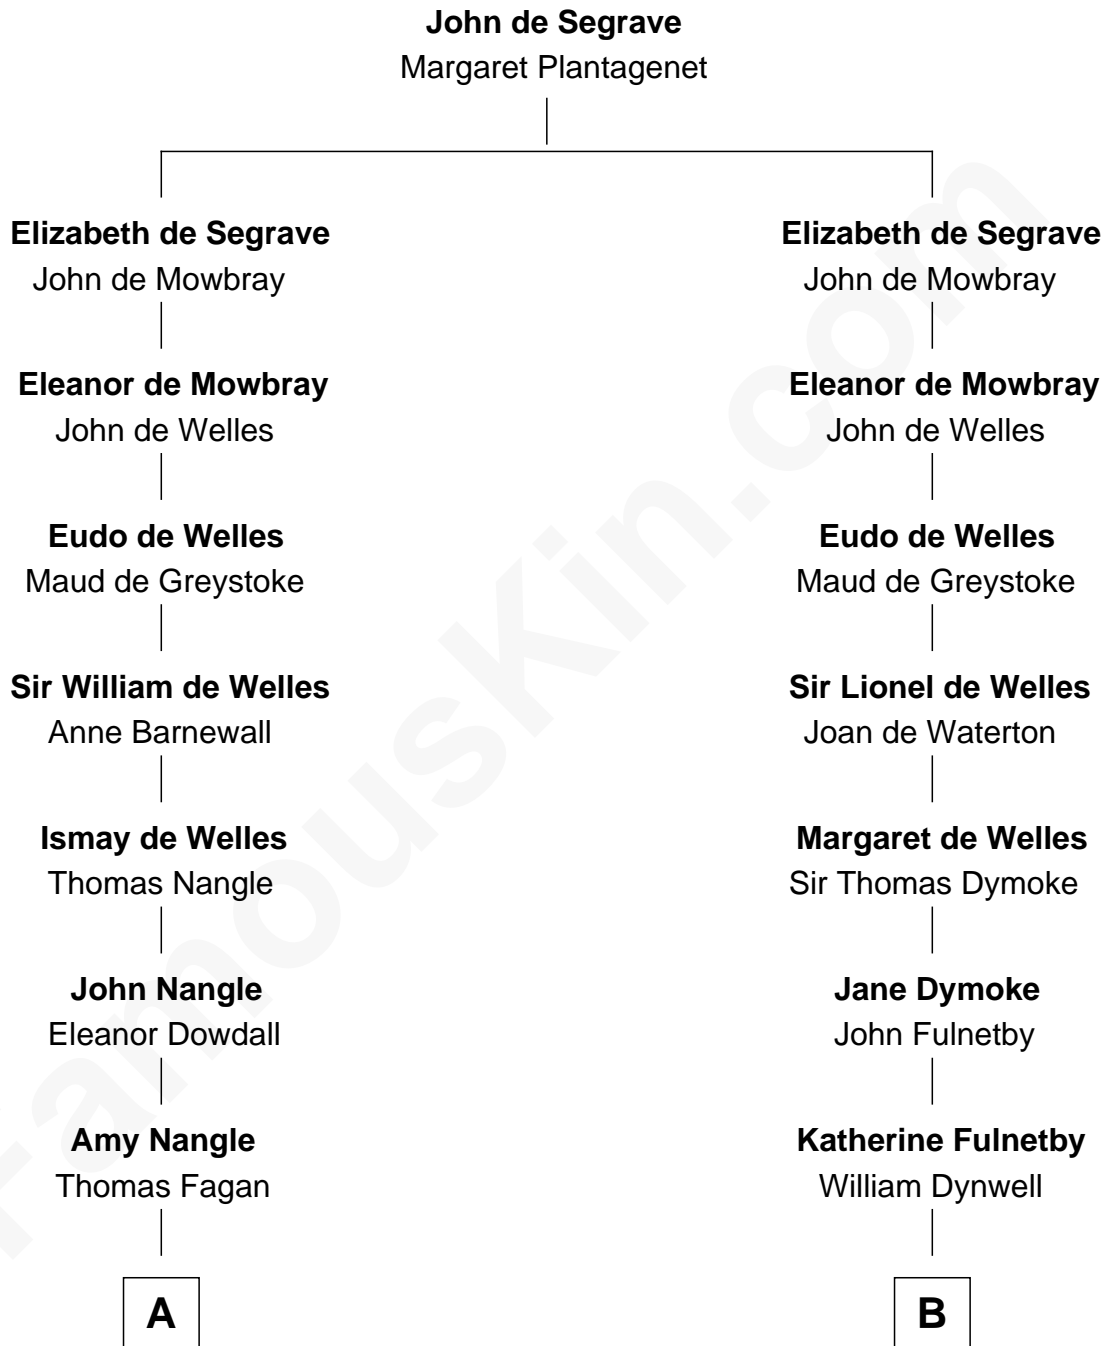 John de Segrave
Margaret Plantagenet
Elizabeth de Segrave
John de Mowbray
Eleanor de Mowbray
John de Welles
Eudo de Welles
Maud de Greystoke
Sir William de Welles
Anne Barnewall
Ismay de Welles
Thomas Nangle
John Nangle
Eleanor Dowdall
Amy Nangle
Thomas Fagan
A
Elizabeth de Segrave
John de Mowbray
Eleanor de Mowbray
John de Welles
Eudo de Welles
Maud de Greystoke
Sir Lionel de Welles
Joan de Waterton
Margaret de Welles
Sir Thomas Dymoke
Jane Dymoke
John Fulnetby
Katherine Fulnetby
William Dynwell
B
FamousKin.com